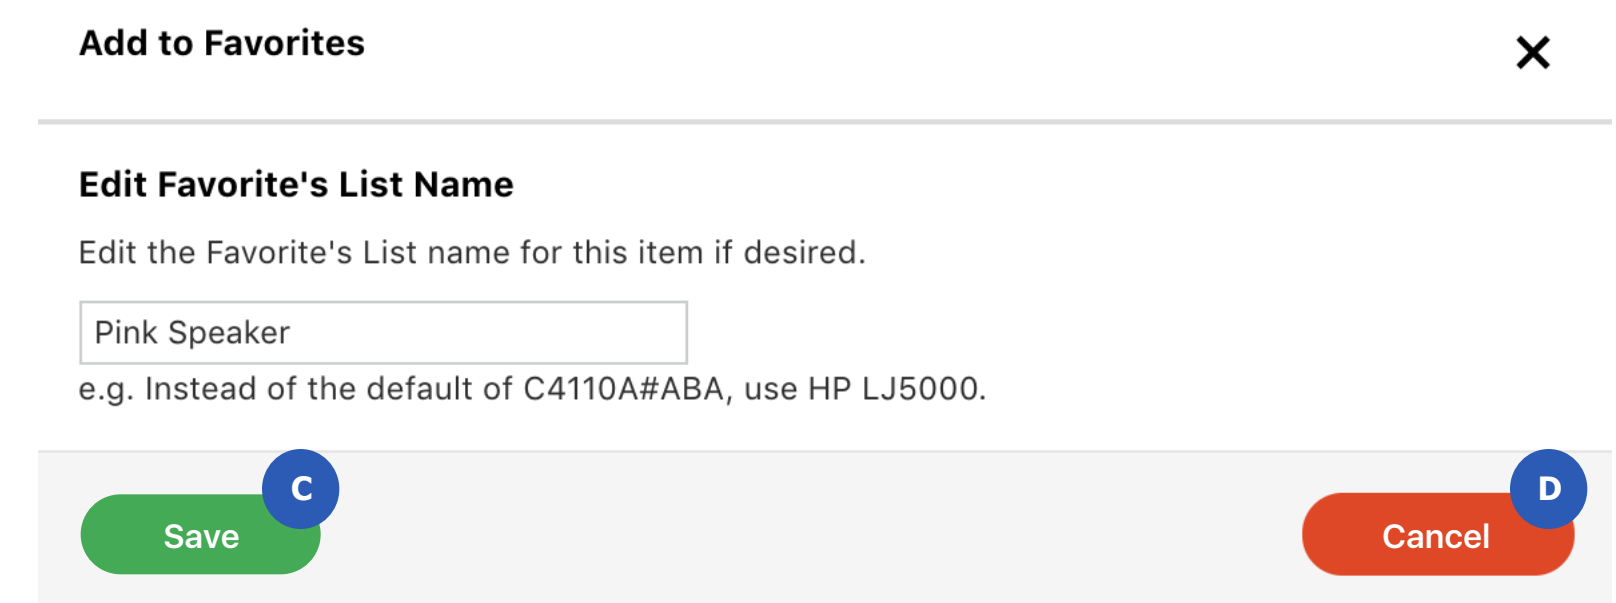 Add to Favorites
Edit Favorite's List Name
Edit the Favorite's List name for this item if desired.
Pink Speaker
e.g. Instead of the default of C4110A#ABA, use HP LJ5000.
C
D
Save
Cancel